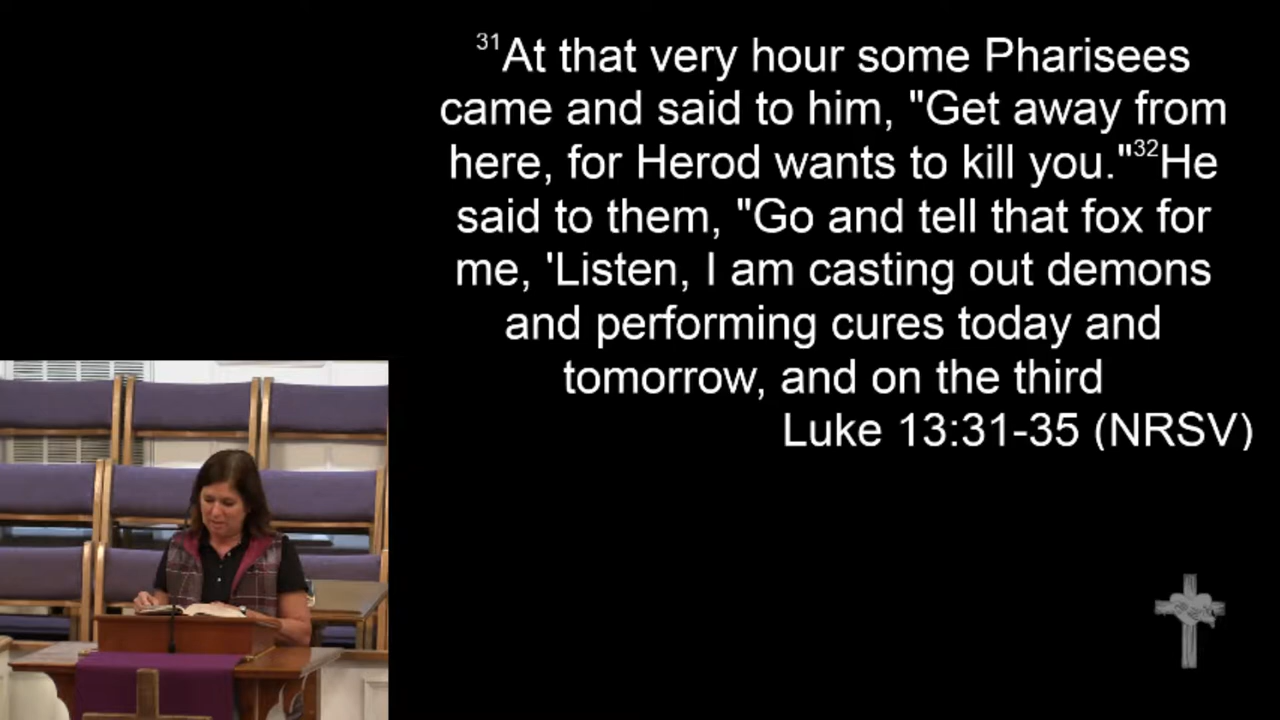 ³¹At that very hour some Pharisees
came and said to him, "Get away from
here, for Herod wants to kill you."³²He
said to them, "Go and tell that fox for
me, 'Listen, I am casting out demons
and performing cures today and
tomorrow, and on the third
Luke 13:31-35 (NRSV)